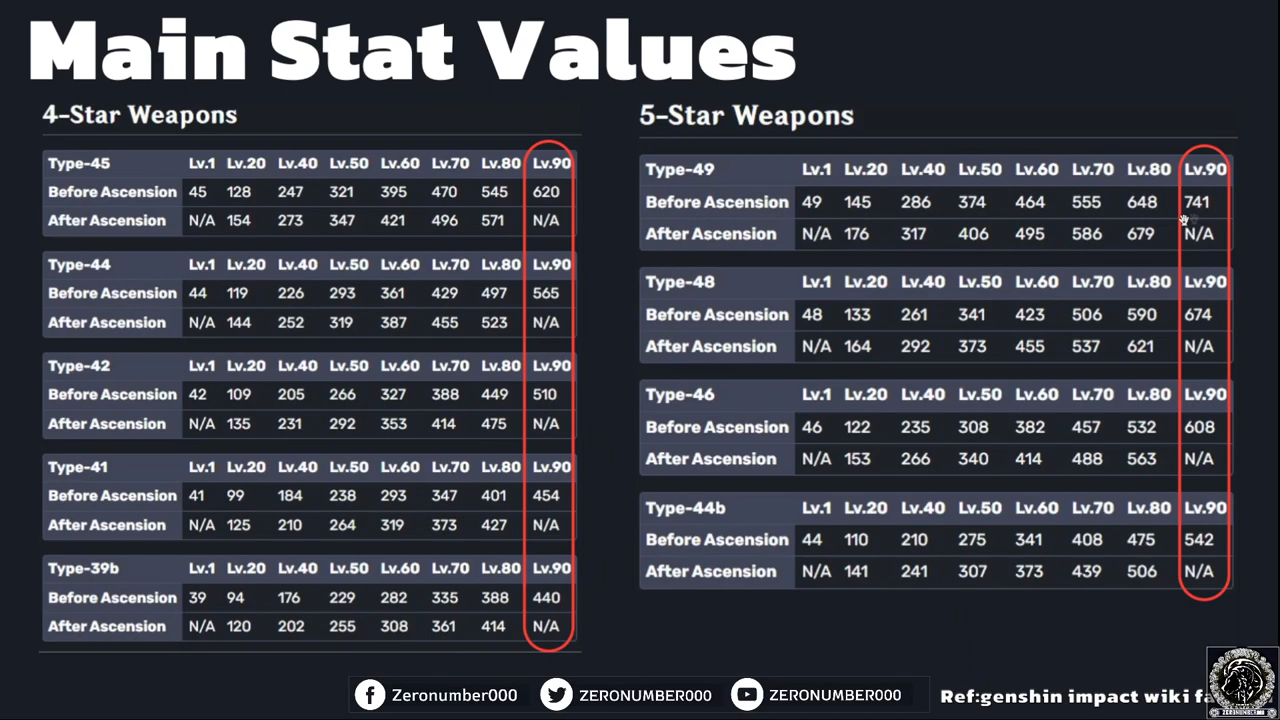 Main Stat Values
4-Star Weapons
Type-45 Lv.1 Lv.20 Lv.40 Lv.50 Lv.60 Lv.70 Lv.80 Lv.90
Before Ascension 45 128 247 321 395 470 545 620
After Ascension N/A 154 273 347 421 496 571 N/A
Type-44 Lv.1 Lv.20 Lv.40 Lv.50 Lv.60 Lv.70 Lv.80 Lv.90
Before Ascension 44 119 226 293 361 429 497 565
After Ascension N/A 144 252 319 387 455 523 N/A
Type-42 Lv.1 Lv.20 Lv.40 Lv.50 Lv.60 Lv.70 Lv.80 Lv.90
Before Ascension 42 109 205 266 327 388 449 510
After Ascension N/A 135 231 292 353 414 475 N/A
Type-41 Lv.1 Lv.20 Lv.40 Lv.50 Lv.60 Lv.70 Lv.80 Lv.90
Before Ascension 41 99 184 238 293 347 401 454
After Ascension N/A 125 210 264 319 373 427 N/A
Type-39b Lv.1 Lv.20 Lv.40 Lv.50 Lv.60 Lv.70 Lv.80 Lv.90
Before Ascension 39 94 176 229 282 335 388 440
After Ascension N/A 120 202 255 308 361 414 N/A
5-Star Weapons
Type-49 Lv.1 Lv.20 Lv.40 Lv.50 Lv.60 Lv.70 Lv.80 Lv.90
Before Ascension 49 145 286 374 464 555 648 741
After Ascension N/A 176 317 406 495 586 679 N/A
Type-48 Lv.1 Lv.20 Lv.40 Lv.50 Lv.60 Lv.70 Lv.80 Lv.90
Before Ascension 48 133 261 341 423 506 590 674
After Ascension N/A 164 292 373 455 537 621 N/A
Type-46 Lv.1 Lv.20 Lv.40 Lv.50 Lv.60 Lv.70 Lv.80 Lv.90
Before Ascension 46 122 235 308 382 457 532 608
After Ascension N/A 153 266 340 414 488 563 N/A
Type-44b Lv.1 Lv.20 Lv.40 Lv.50 Lv.60 Lv.70 Lv.80 Lv.90
Before Ascension 44 110 210 275 341 408 475 542
After Ascension N/A 141 241 307 373 439 506 N/A
Zeronumber000 ZERONUMBER000 ZERONUMBER000
Ref:genshin impact wiki
ZERONUMBER000